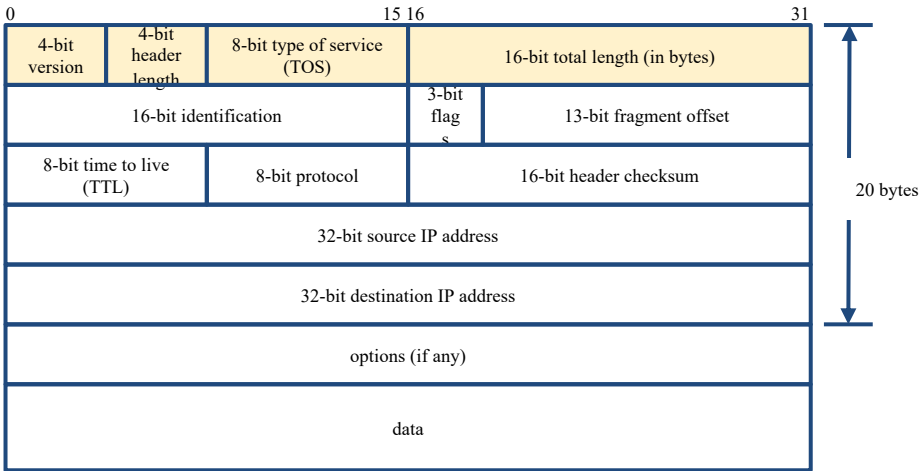 0 15 16 31
4-bit
version
4-bit
header
length
8-bit type of service
(TOS)
16-bit total length (in bytes)
16-bit identification
3-bit
flag
s
13-bit fragment offset
8-bit time to live
(TTL)
8-bit protocol
16-bit header checksum
20 bytes
32-bit source IP address
32-bit destination IP address
options (if any)
data